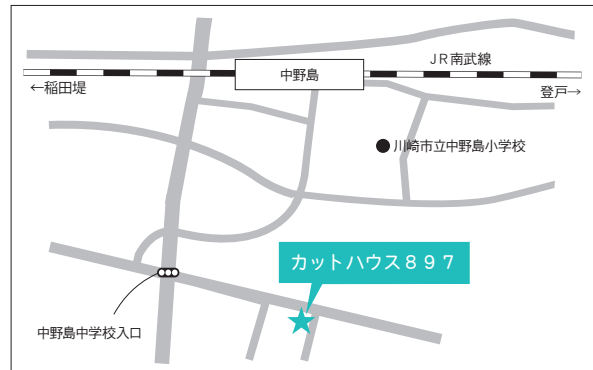 JR南武線
中野島
←稲田堤
登戸→
川崎市立中野島小学校
カットハウス８９７
中野島中学校入口